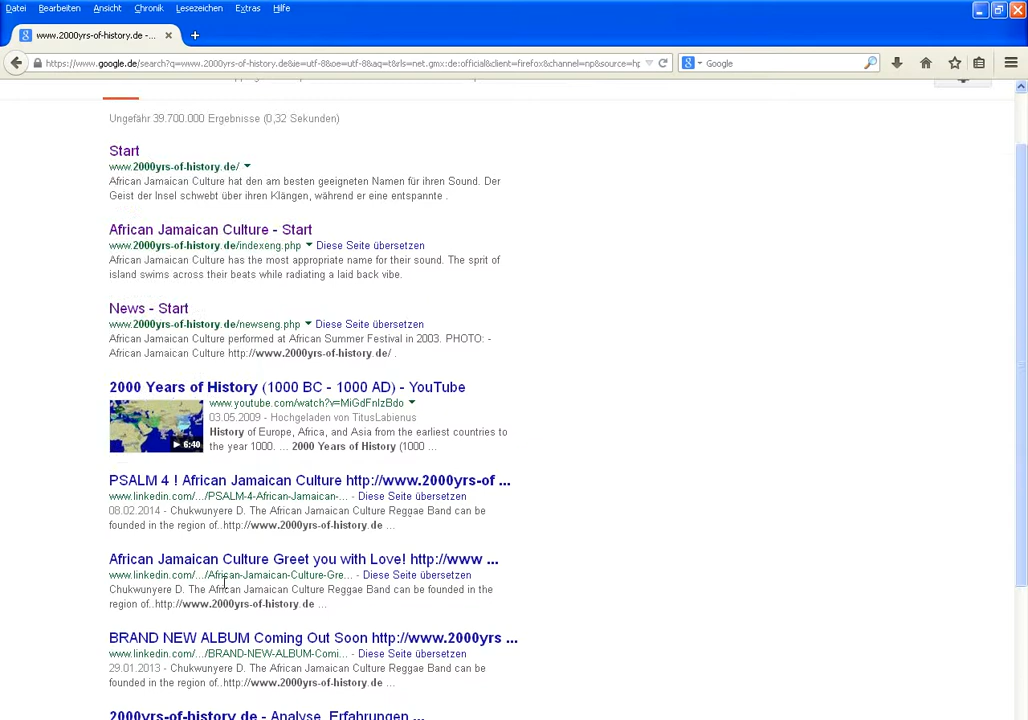 Datei Bearbeiten Ansicht Chronik Lesezeichen Extras Hilfe
www.2000yrs-of-history.de -...
https://www.google.de/search?q=www.2000yrs-of-history.de&ie=utf-8&oe=utf-8&aq=t&rls=net.gmx:de:official&client=firefox&channel=np&source=hp
Google
Ungefähr 39.700.000 Ergebnisse (0,32 Sekunden)
Start
www.2000yrs-of-history.de/
African Jamaican Culture hat den am besten geeigneten Namen für ihren Sound. Der
Geist der Insel schwebt über ihren Klängen, während er eine entspannte .
African Jamaican Culture - Start
www.2000yrs-of-history.de/indexeng.php Diese Seite übersetzen
African Jamaican Culture has the most appropriate name for their sound. The sprit of
island swims across their beats while radiating a laid back vibe.
News - Start
www.2000yrs-of-history.de/newseng.php Diese Seite übersetzen
African Jamaican Culture performed at African Summer Festival in 2003. PHOTO: -
African Jamaican Culture http://www.2000yrs-of-history.de/ .
2000 Years of History (1000 BC - 1000 AD) - YouTube
www.youtube.com/watch?v=MiGdFnIzBdo
03.05.2009 - Hochgeladen von TitusLabienus
History of Europe, Africa, and Asia from the earliest countries to
the year 1000. ... 2000 Years of History (1000 ...
6:40
PSALM 4 ! African Jamaican Culture http://www.2000yrs-of ...
www.linkedin.com/.../PSALM-4-African-Jamaican-... - Diese Seite übersetzen
08.02.2014 - Chukwunyere D. The African Jamaican Culture Reggae Band can be
founded in the region of..http://www.2000yrs-of-history.de ...
African Jamaican Culture Greet you with Love! http://www ...
www.linkedin.com/.../African-Jamaican-Culture-Gre... - Diese Seite übersetzen
Chukwunyere D. The African Jamaican Culture Reggae Band can be founded in the
region of..http://www.2000yrs-of-history.de ...
BRAND NEW ALBUM Coming Out Soon http://www.2000yrs ...
www.linkedin.com/.../BRAND-NEW-ALBUM-Comi... - Diese Seite übersetzen
29.01.2013 - Chukwunyere D. The African Jamaican Culture Reggae Band can be
founded in the region of..http://www.2000yrs-of-history.de ...
2000yrs-of-history.de - Analyse, Erfahrungen ...